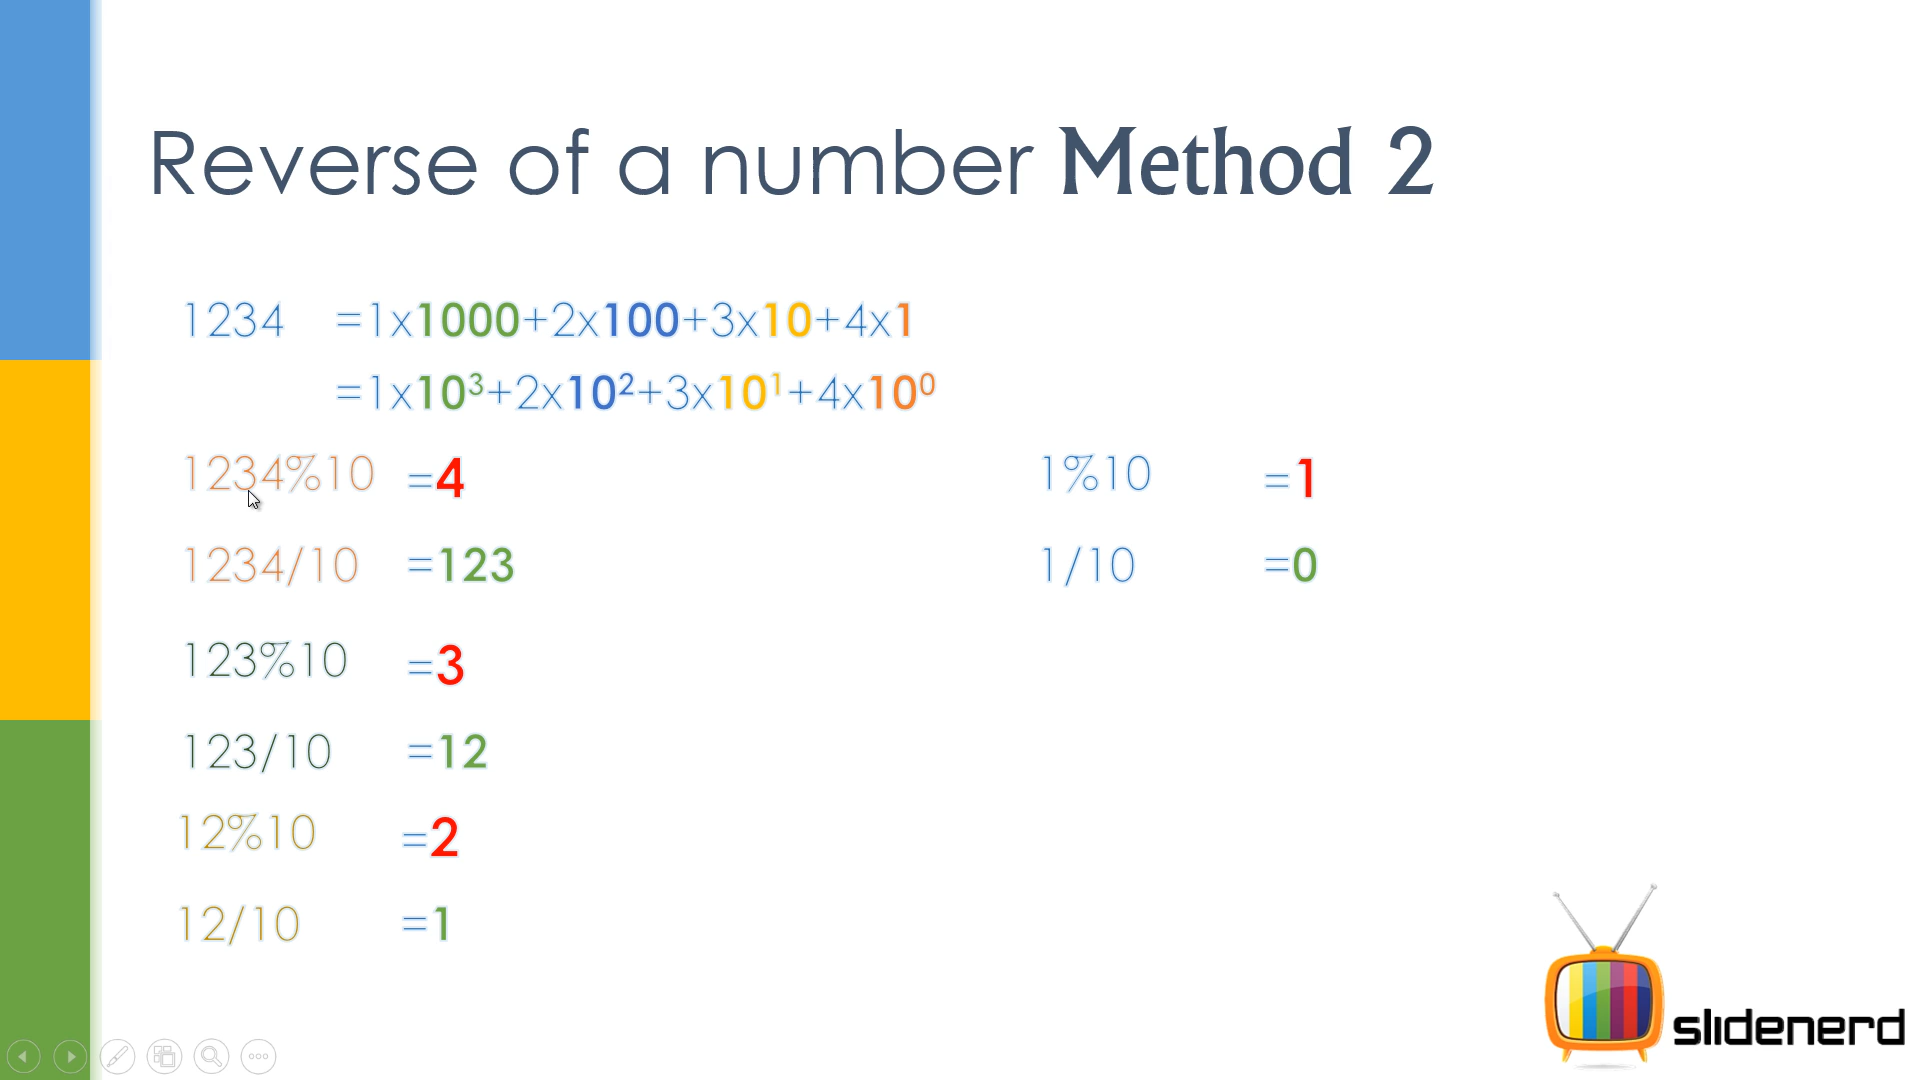 Reverse of a number Method 2
1234 =1x1000+2x100+3x10+4x1
=1x10³+2x10²+3x10¹+4x10⁰
1234%10 =4
1234/10 =123
123%10 =3
123/10 =12
12%10 =2
12/10 =1
1%10 =1
1/10 =0
slidenerd